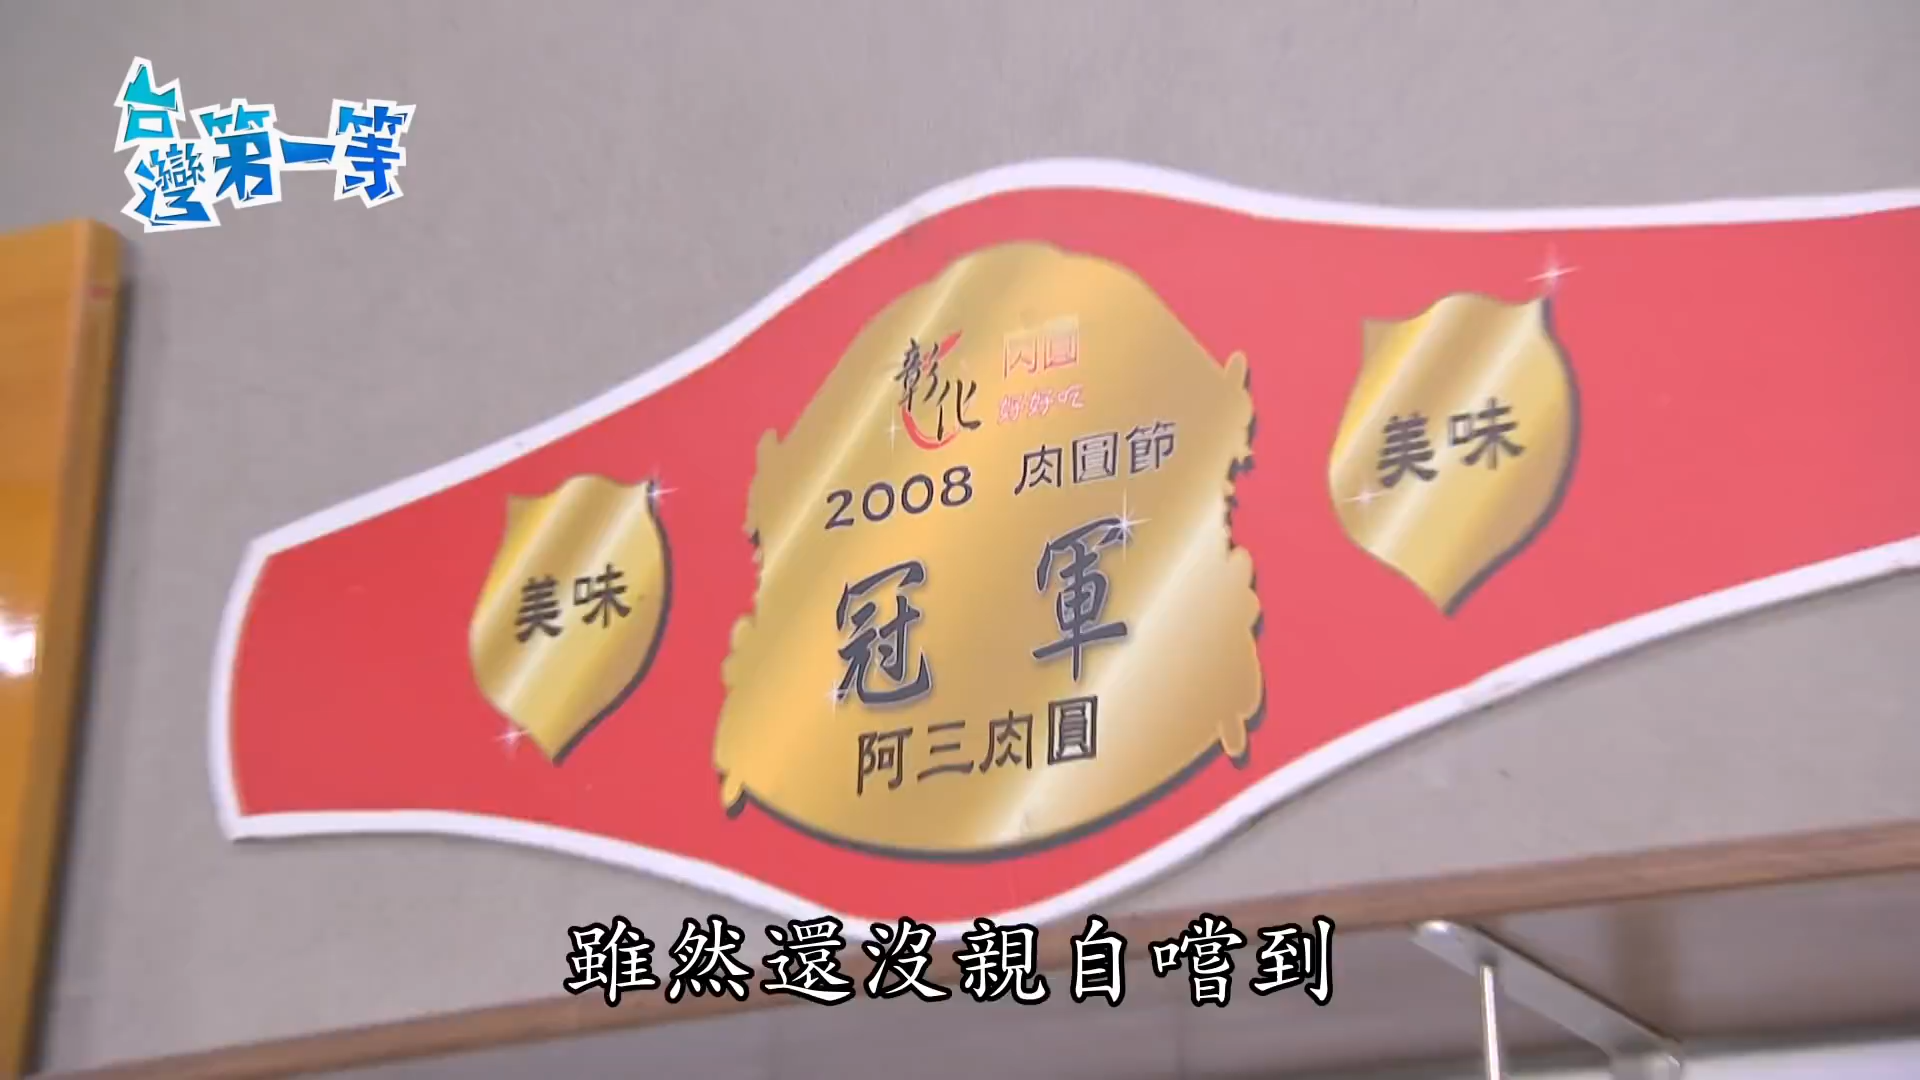 台灣第一等
彰化 肉圓
好好吃
2008 肉圓節
冠軍
阿三肉圓
美味
美味
雖然還沒親自嚐到